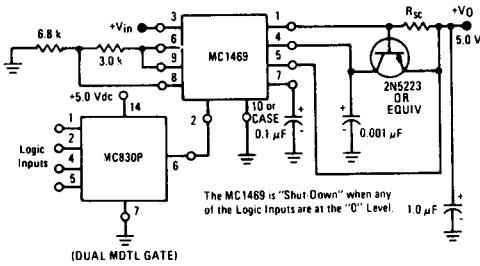 +Vin
3
1
RSC
+VO
5.0 V
6.8 k
3.0 k
6
9
8
MC1469
4
5
7
2N5223
OR
EQUIV
+5.0 Vdc
14
2
10 or
CASE
0.1 µF
+
0.001 µF
+
1
2
4
5
Logic
Inputs
MC830P
6
7
The MC1469 is "Shut-Down" when any
of the Logic Inputs are at the "0" Level.
1.0 µF
+
(DUAL MDTL GATE)